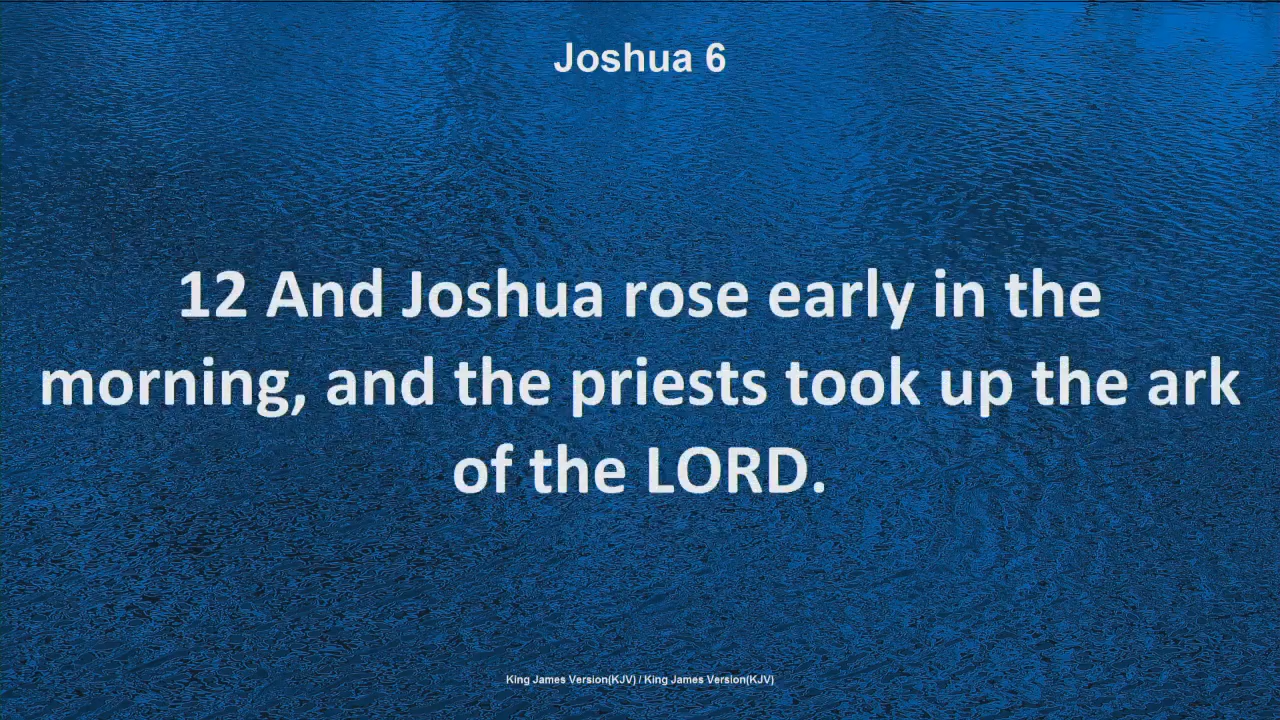 Joshua 6
12 And Joshua rose early in the
morning, and the priests took up the ark
of the LORD.
King James Version(KJV) / King James Version(KJV)